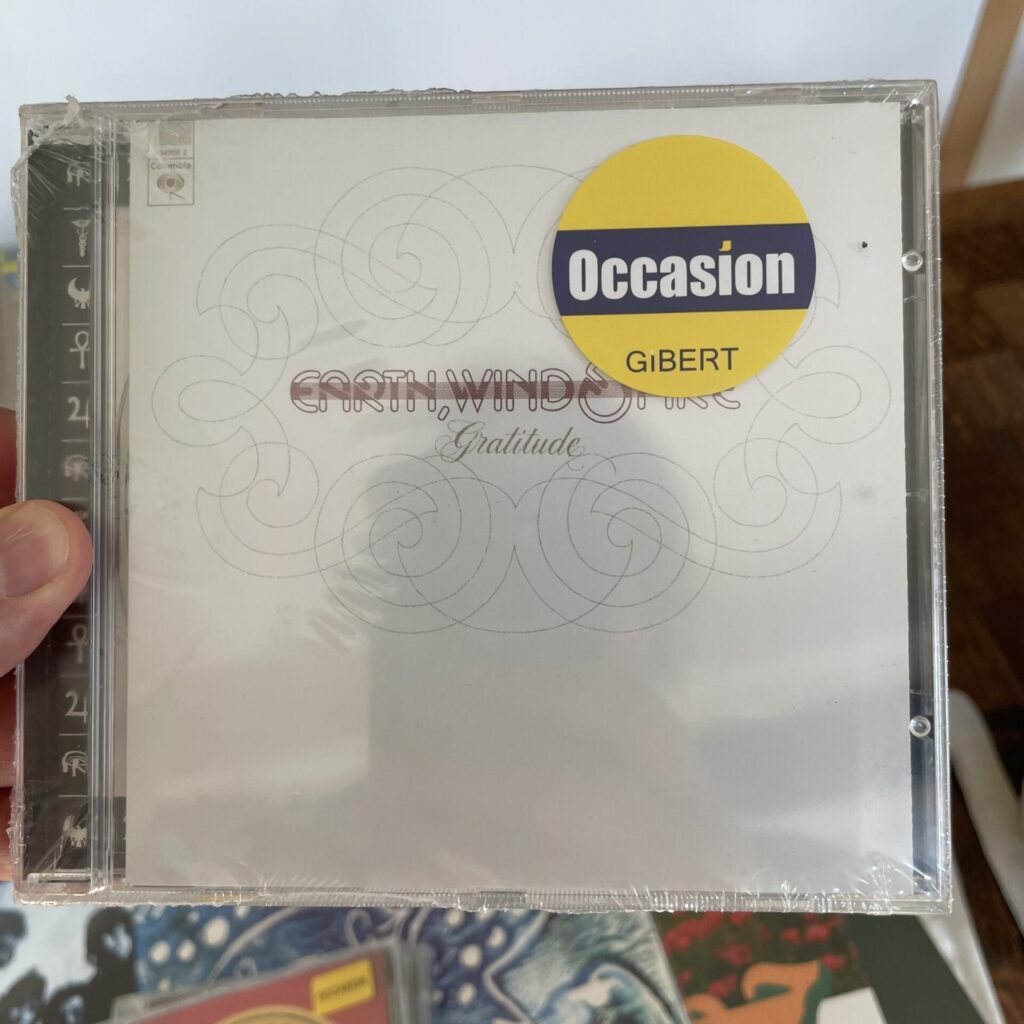 Columbia
Occasion
GiBERT
EARTH, WIND & FIRE
Gratitude